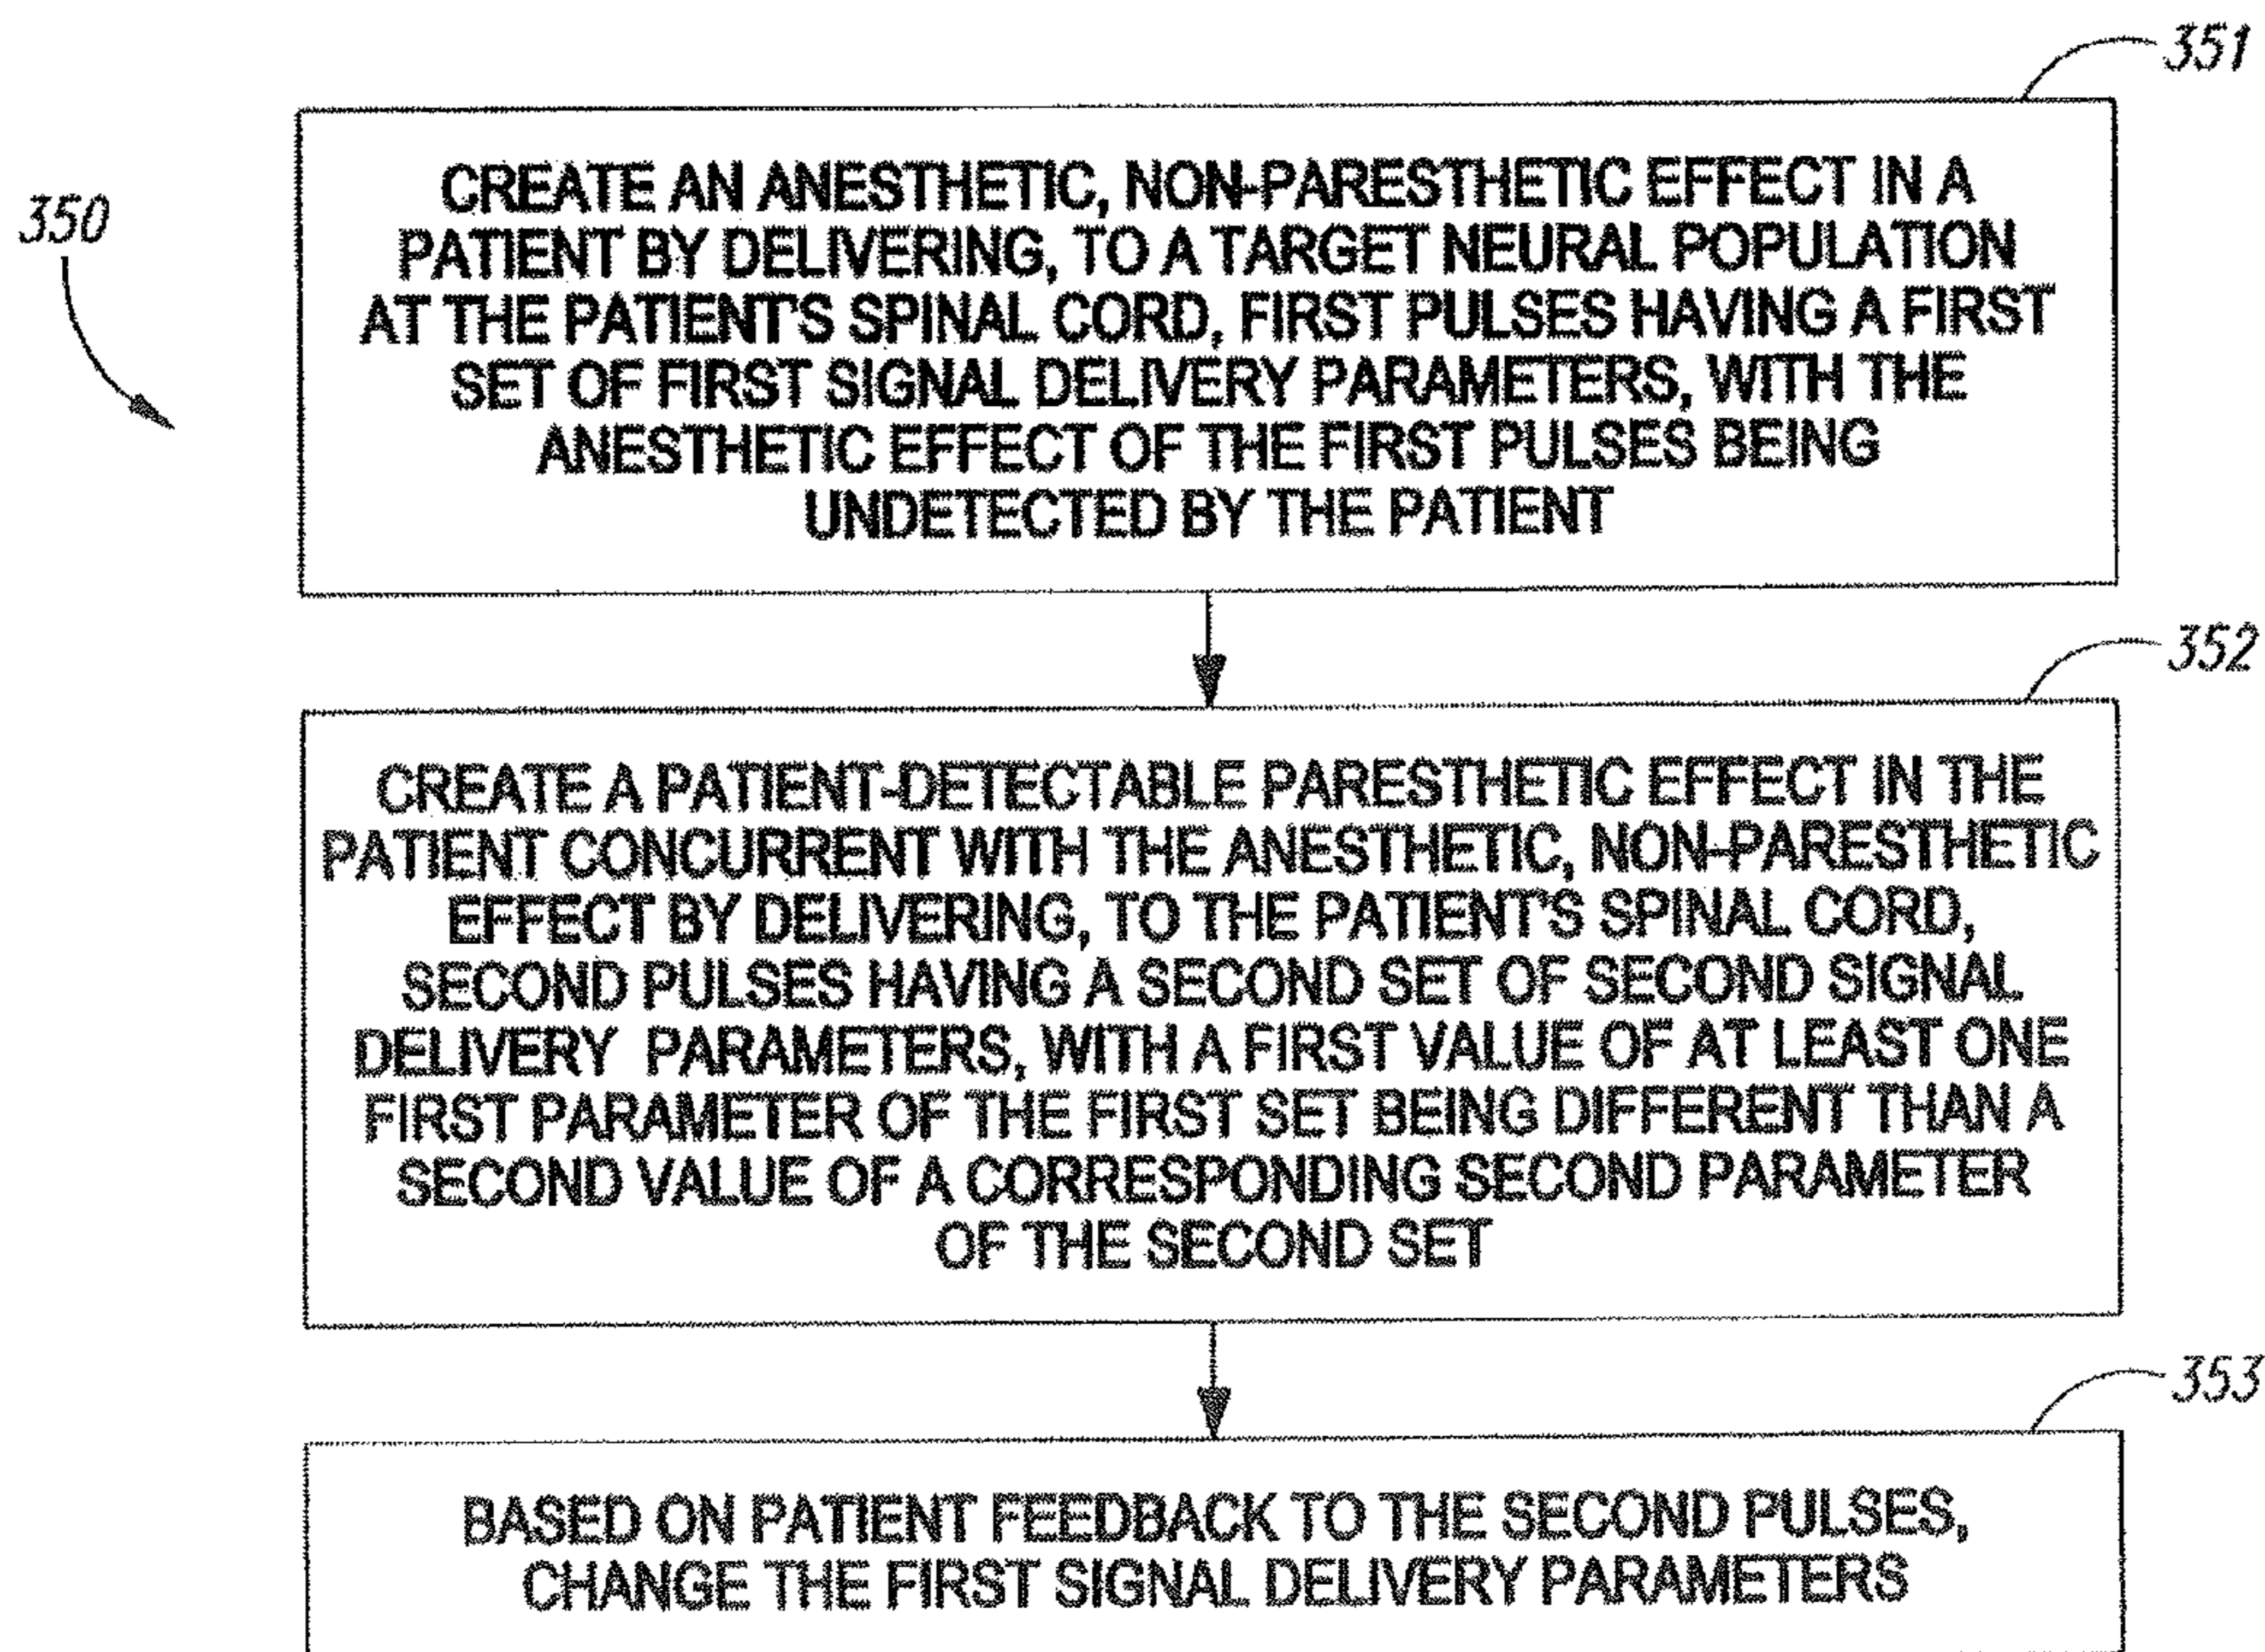 351
350
CREATE AN ANESTHETIC, NON-PARESTHETIC EFFECT IN A
PATIENT BY DELIVERING, TO A TARGET NEURAL POPULATION
AT THE PATIENT'S SPINAL CORD, FIRST PULSES HAVING A FIRST
SET OF FIRST SIGNAL DELIVERY PARAMETERS, WITH THE
ANESTHETIC EFFECT OF THE FIRST PULSES BEING
UNDETECTED BY THE PATIENT
352
CREATE A PATIENT-DETECTABLE PARESTHETIC EFFECT IN THE
PATIENT CONCURRENT WITH THE ANESTHETIC, NON-PARESTHETIC
EFFECT BY DELIVERING, TO THE PATIENT'S SPINAL CORD,
SECOND PULSES HAVING A SECOND SET OF SECOND SIGNAL
DELIVERY PARAMETERS, WITH A FIRST VALUE OF AT LEAST ONE
FIRST PARAMETER OF THE FIRST SET BEING DIFFERENT THAN A
SECOND VALUE OF A CORRESPONDING SECOND PARAMETER
OF THE SECOND SET
353
BASED ON PATIENT FEEDBACK TO THE SECOND PULSES,
CHANGE THE FIRST SIGNAL DELIVERY PARAMETERS